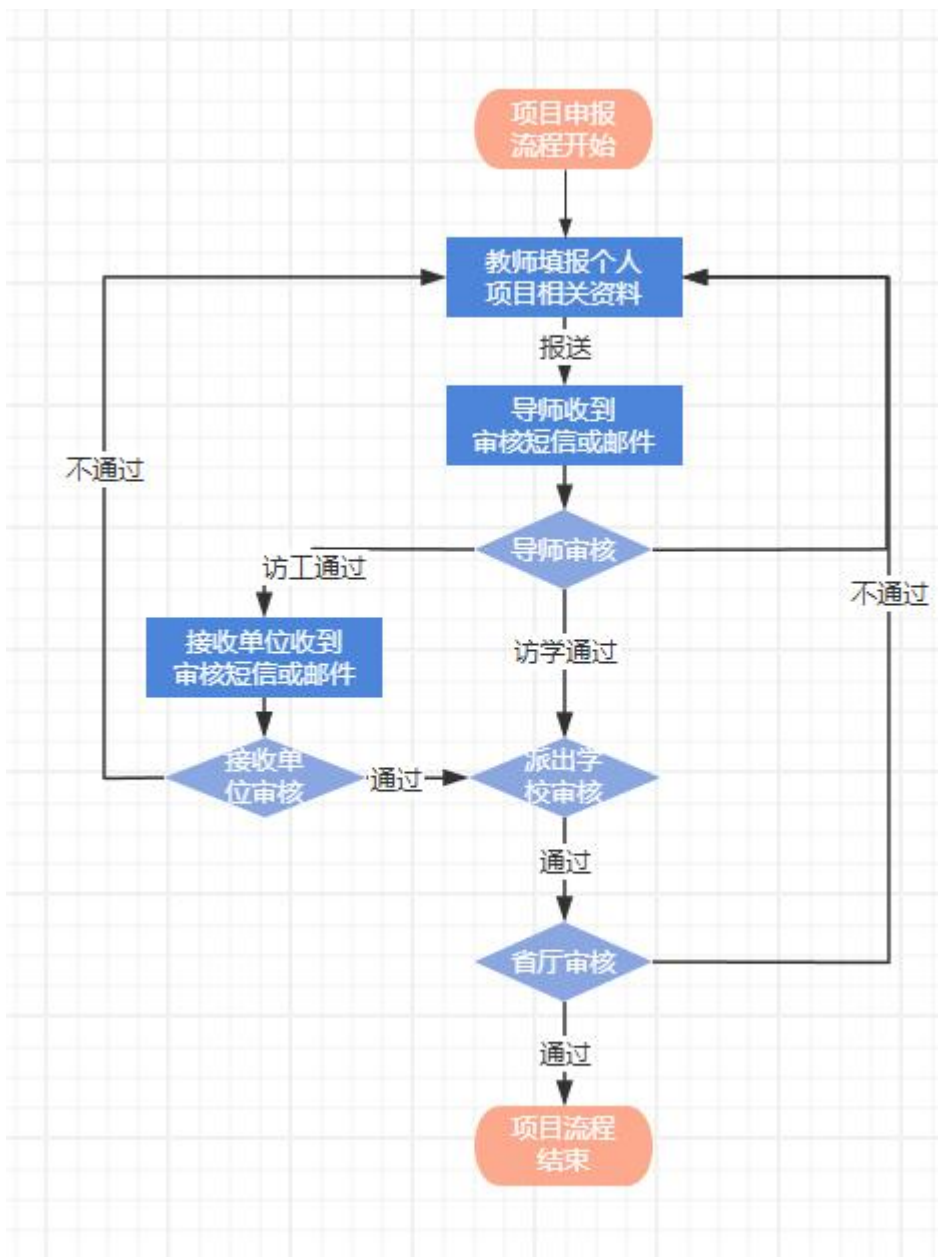 项目申报
流程开始
教师填报个人
项目相关资料
报送
导师收到
审核短信或邮件
不通过
导师审核
访工通过
不通过
接收单位收到
审核短信或邮件
访学通过
接收单
位审核
通过
派出学
校审核
通过
省厅审核
通过
项目流程
结束